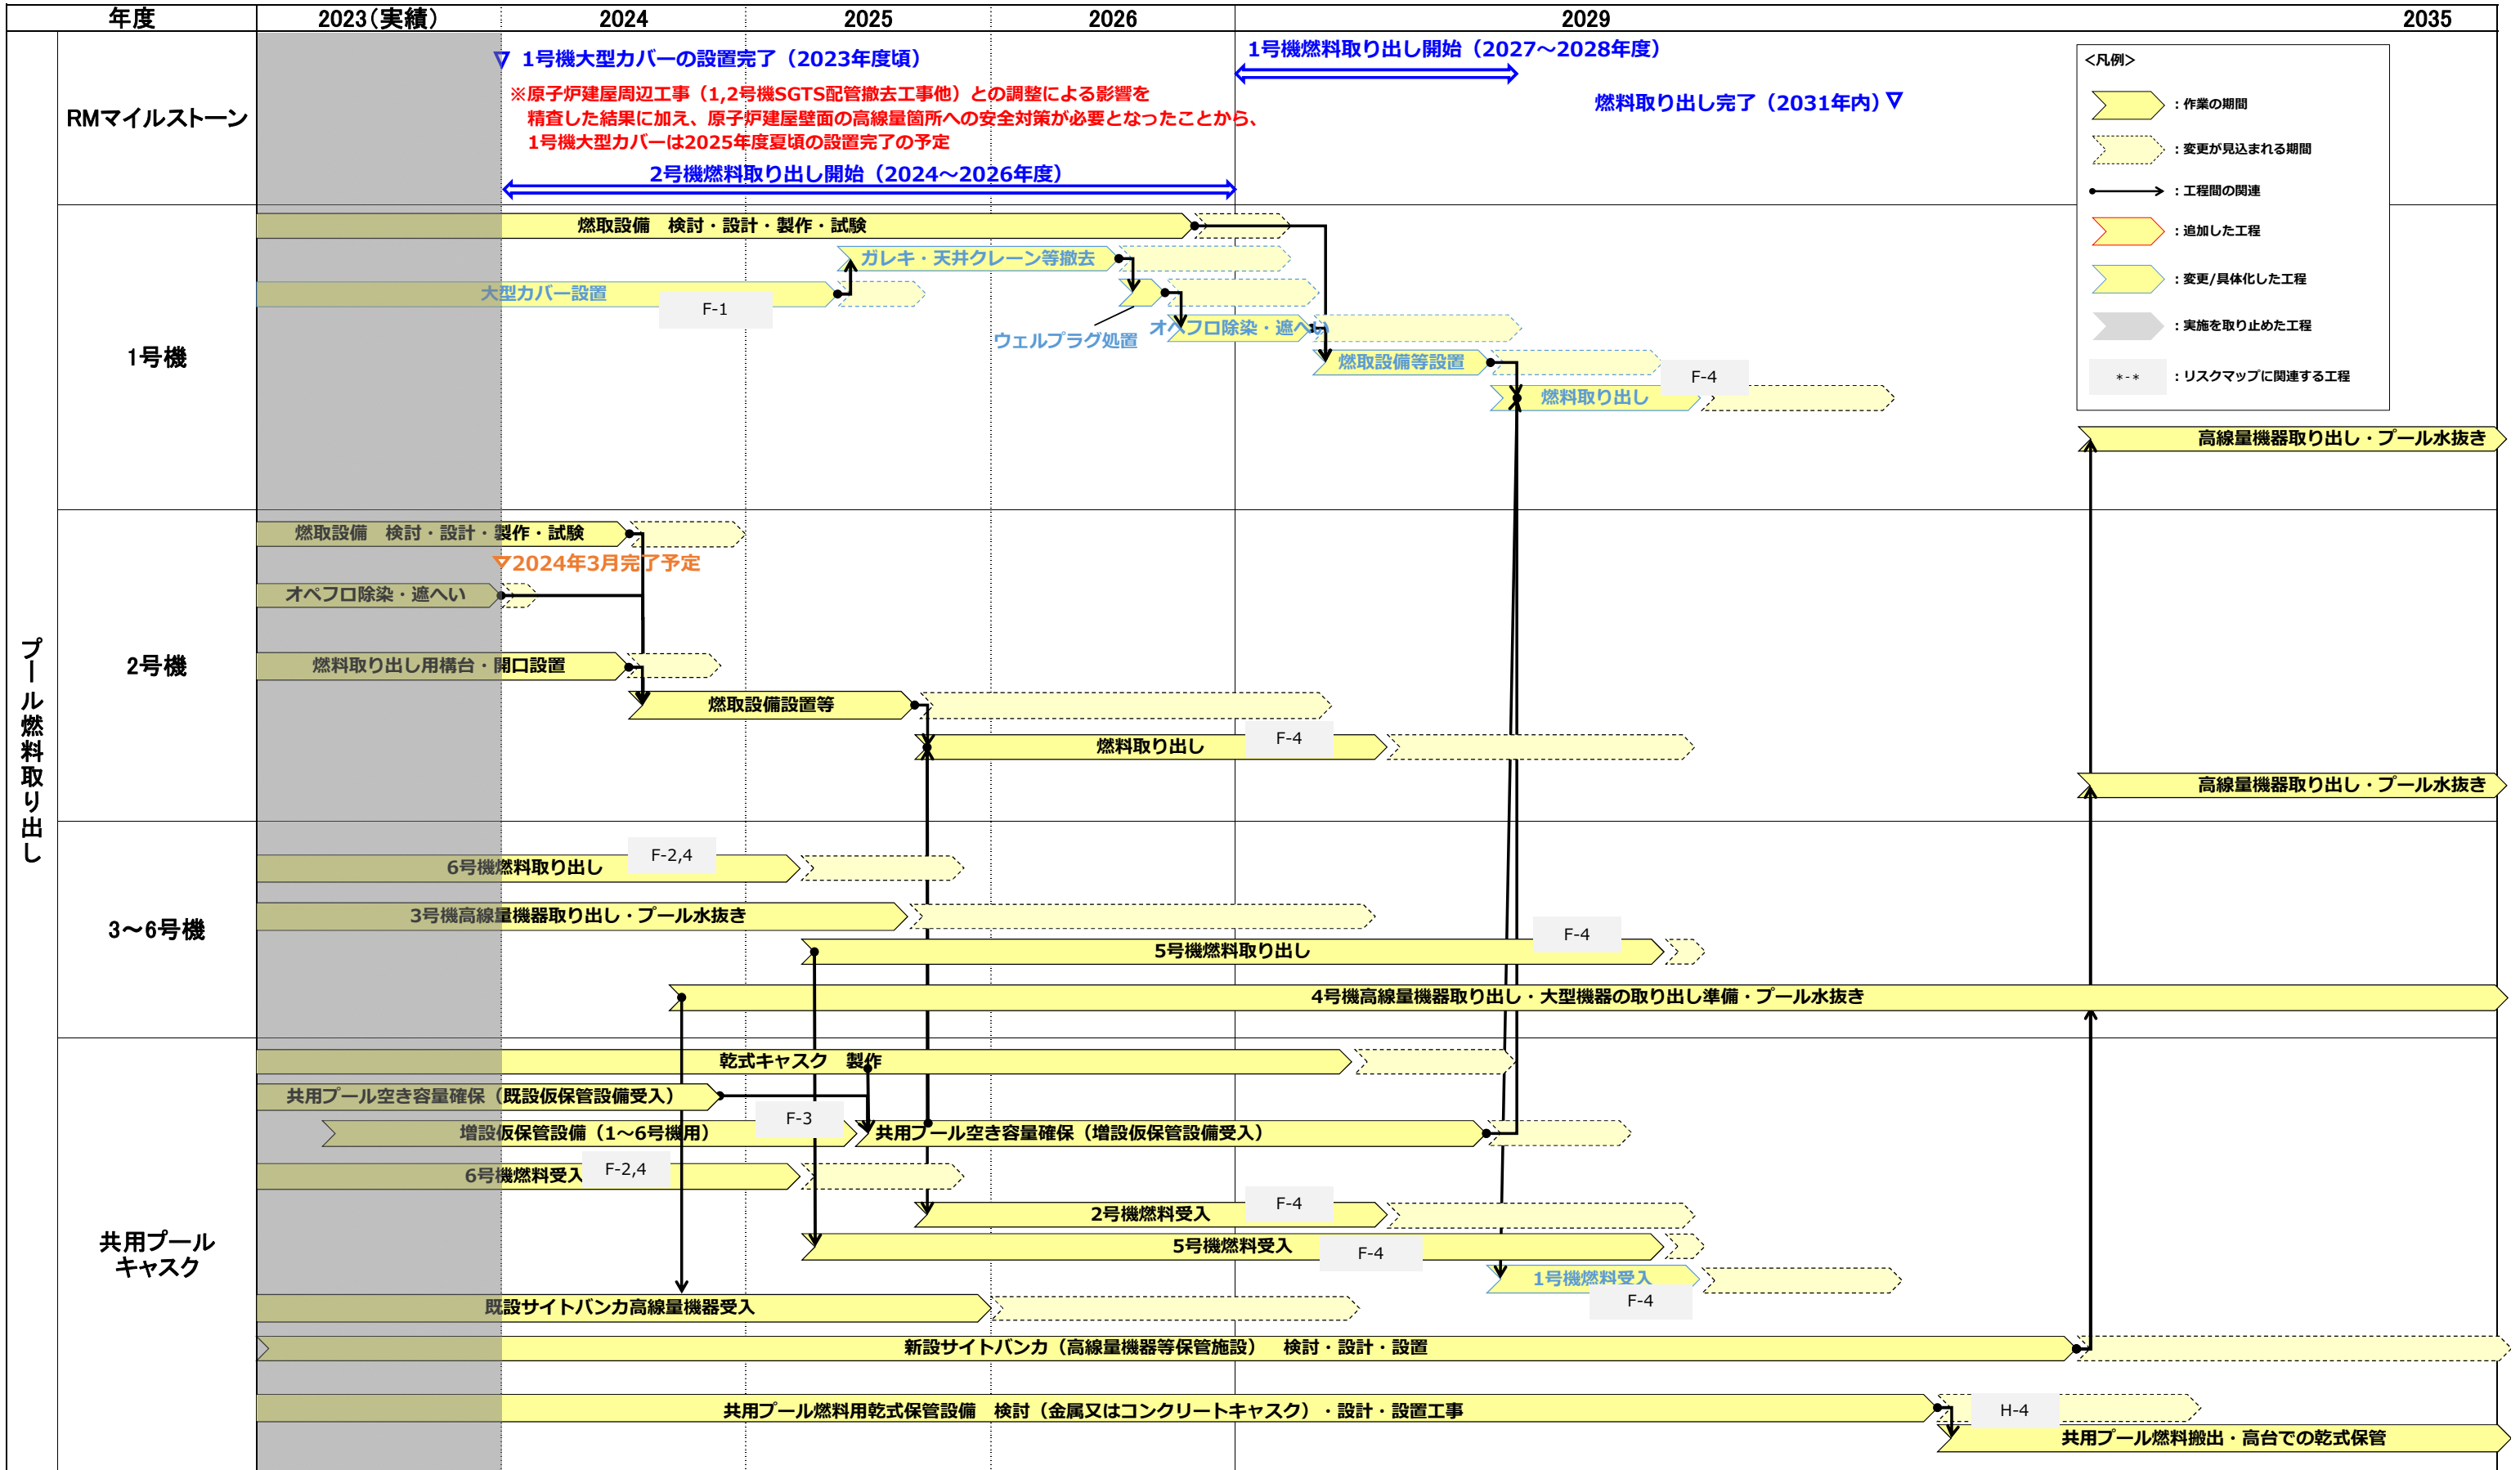 年度 2023(実績) 2024 2025 2026 2029 2035
プール燃料取り出し
RMマイルストーン
▽ 1号機大型カバーの設置完了（2023年度頃）
※原子炉建屋周辺工事（1,2号機SGTS配管撤去工事他）との調整による影響を
精査した結果に加え、原子炉建屋壁面の高線量箇所への安全対策が必要となったことから、
1号機大型カバーは2025年度夏頃の設置完了の予定
2号機燃料取り出し開始（2024～2026年度）
1号機燃料取り出し開始（2027～2028年度）
燃料取り出し完了（2031年内）▽
<凡例>
：作業の期間
：変更が見込まれる期間
：工程間の関連
：追加した工程
：変更/具体化した工程
：実施を取り止めた工程
*-* ：リスクマップに関連する工程
1号機
燃取設備 検討・設計・製作・試験
ガレキ・天井クレーン等撤去
大型カバー設置
F-1
ウェルプラグ処置
オペフロ除染・遮へい
燃取設備等設置
F-4
燃料取り出し
高線量機器取り出し・プール水抜き
2号機
燃取設備 検討・設計・製作・試験
▽2024年3月完了予定
オペフロ除染・遮へい
燃料取り出し用構台・開口設置
燃取設備設置等
燃料取り出し
F-4
高線量機器取り出し・プール水抜き
3～6号機
F-2,4
6号機燃料取り出し
3号機高線量機器取り出し・プール水抜き
F-4
5号機燃料取り出し
4号機高線量機器取り出し・大型機器の取り出し準備・プール水抜き
共用プール
キャスク
乾式キャスク 製作
共用プール空き容量確保（既設仮保管設備受入）
増設仮保管設備（1～6号機用）
F-3
共用プール空き容量確保（増設仮保管設備受入）
6号機燃料受入
F-2,4
2号機燃料受入
F-4
5号機燃料受入
F-4
1号機燃料受入
F-4
既設サイトバンカ高線量機器受入
新設サイトバンカ（高線量機器等保管施設） 検討・設計・設置
共用プール燃料用乾式保管設備 検討（金属又はコンクリートキャスク）・設計・設置工事
H-4
共用プール燃料搬出・高台での乾式保管